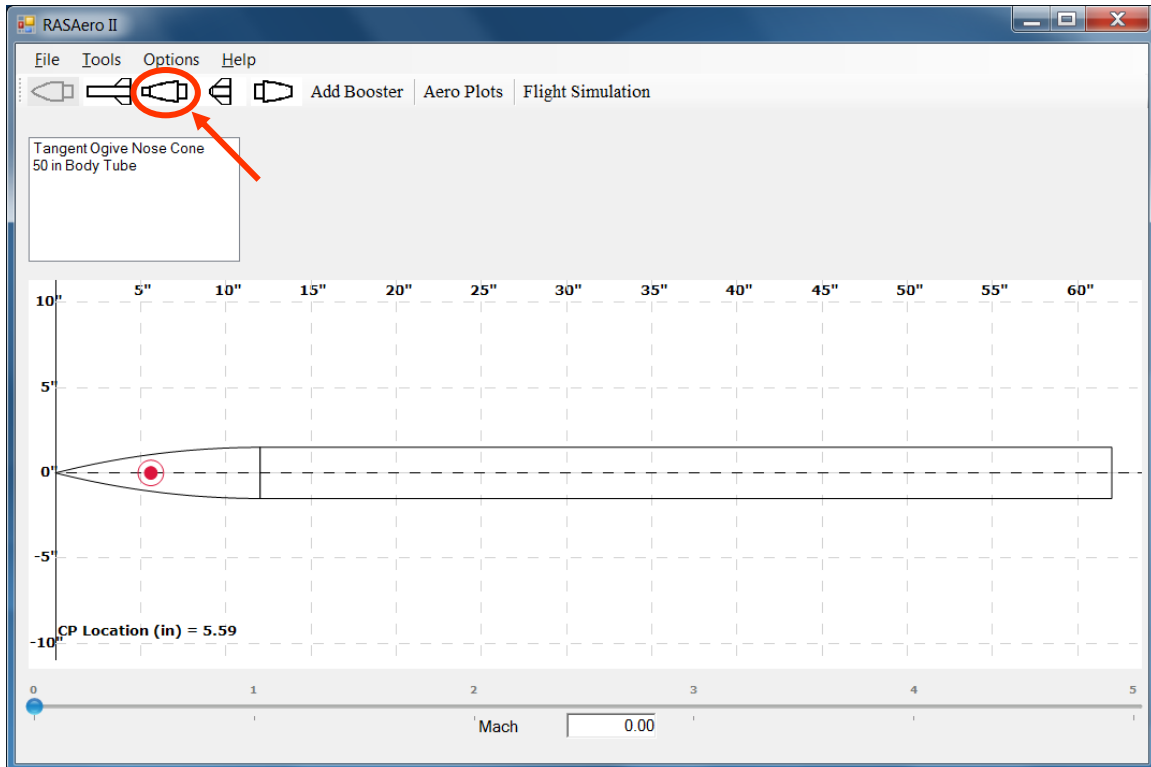 RASAero II
File Tools Options Help
Add Booster Aero Plots Flight Simulation
Tangent Ogive Nose Cone
50 in Body Tube
5" 10" 15" 20" 25" 30" 35" 40" 45" 50" 55" 60"
10"
5"
0"
-5"
CP Location (in) = 5.59
-10"
0 1 2 3 4 5
Mach 0.00